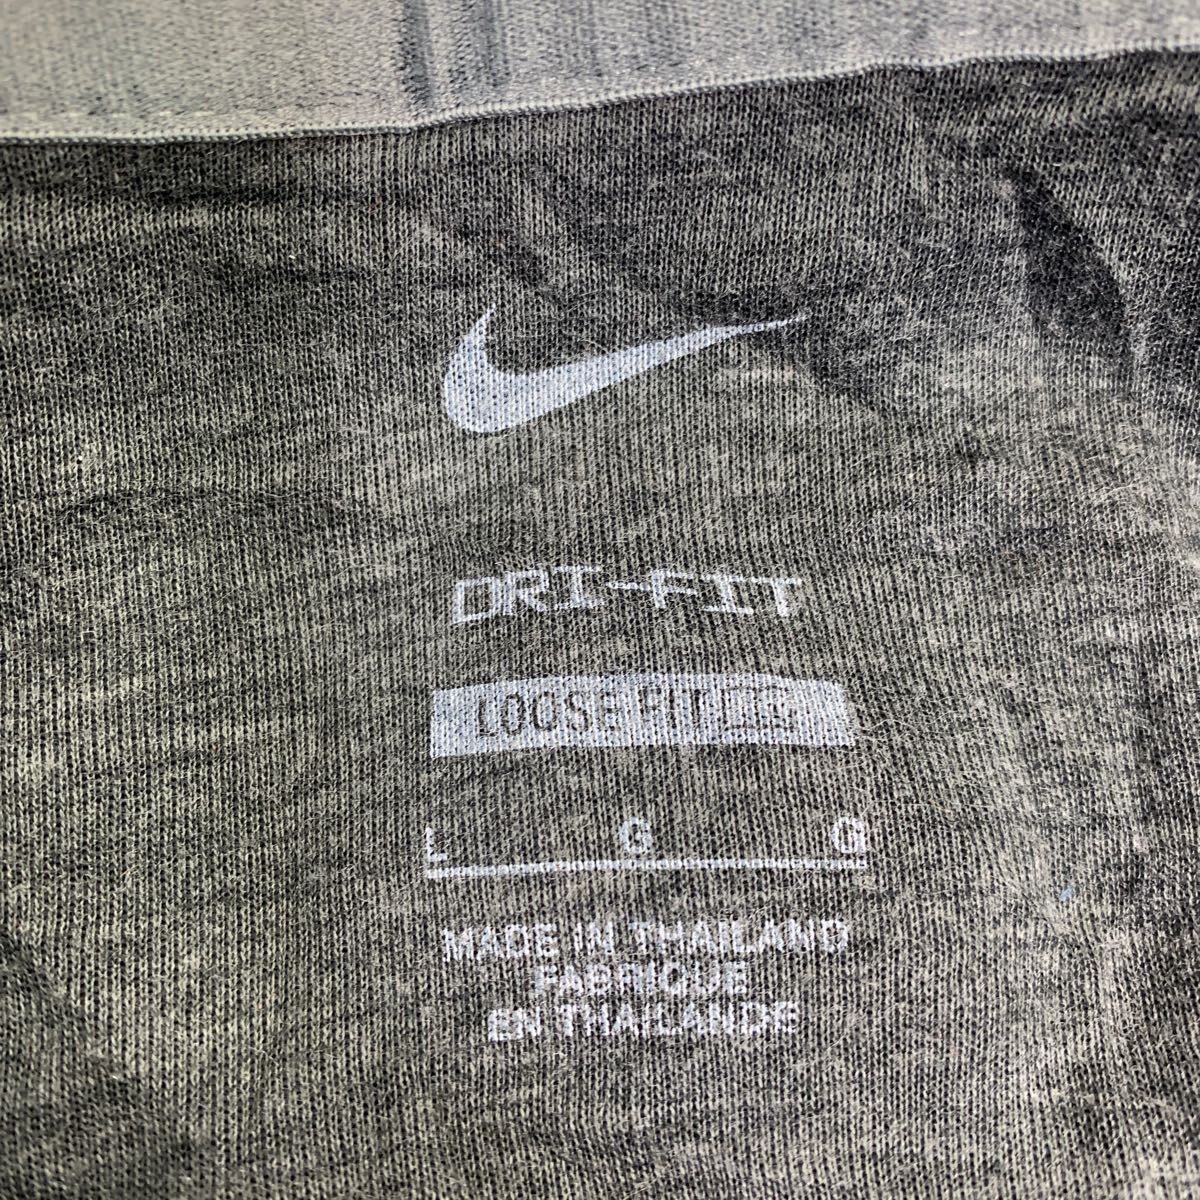 DRI-FIT
LOOSE FIT
L G G
MADE IN THAILAND
FABRIQUE
EN THAILANDE